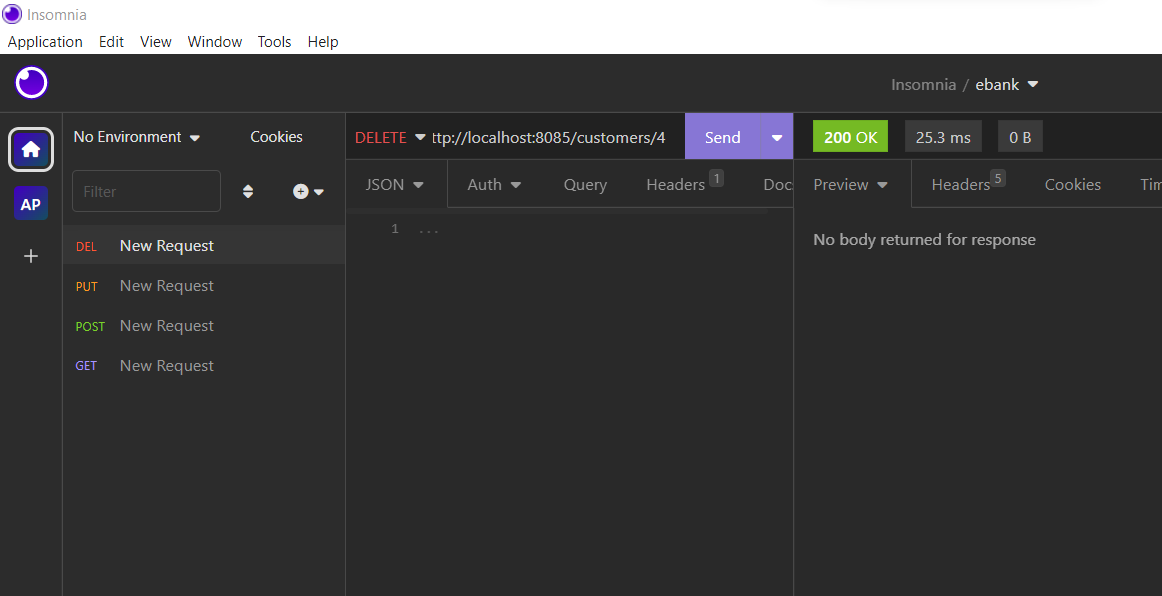 Insomnia
Application Edit View Window Tools Help
Insomnia / ebank
No Environment Cookies
DELETE ttp://localhost:8085/customers/4 Send
200 OK 25.3 ms 0 B
Filter
JSON Auth Query Headers 1 Docs
Preview Headers 5 Cookies Tim
AP
DEL New Request
PUT New Request
POST New Request
GET New Request
1 ...
No body returned for response